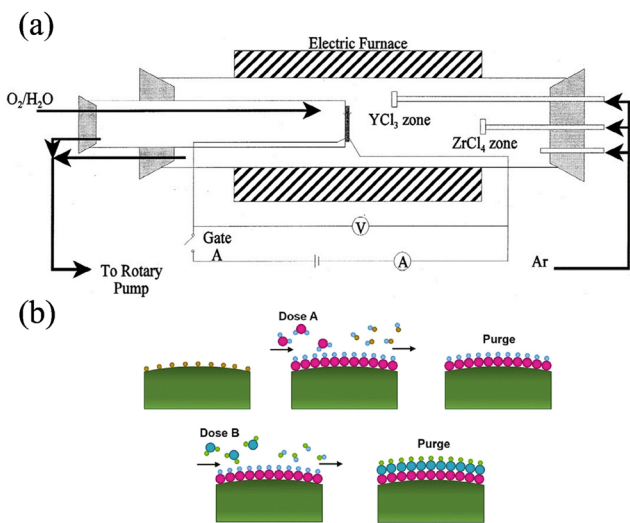 (a)
Electric Furnace
O₂/H₂O
YCl₃ zone
ZrCl₄ zone
V
Gate
A
A
To Rotary
Pump
Ar
(b)
Dose A
Purge
Dose B
Purge